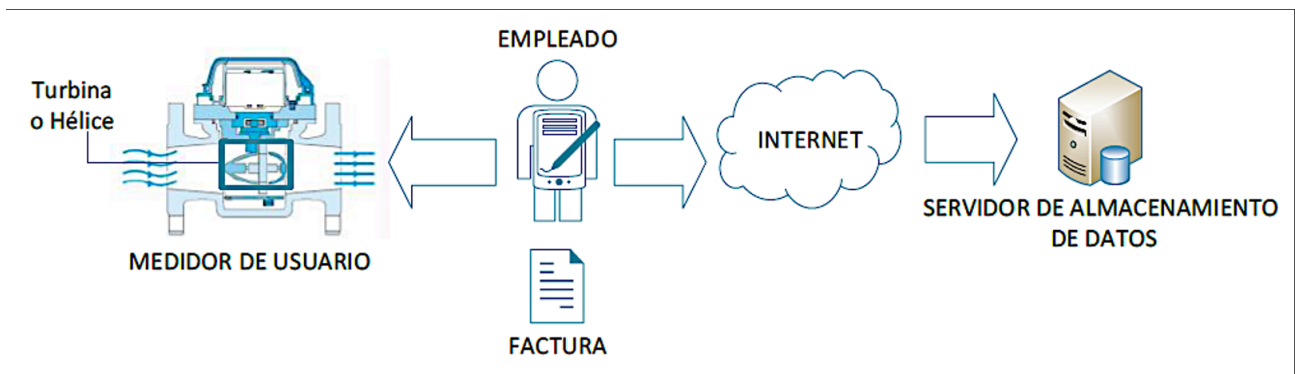 EMPLEADO
Turbina
o Hélice
INTERNET
MEDIDOR DE USUARIO
SERVIDOR DE ALMACENAMIENTO
DE DATOS
FACTURA